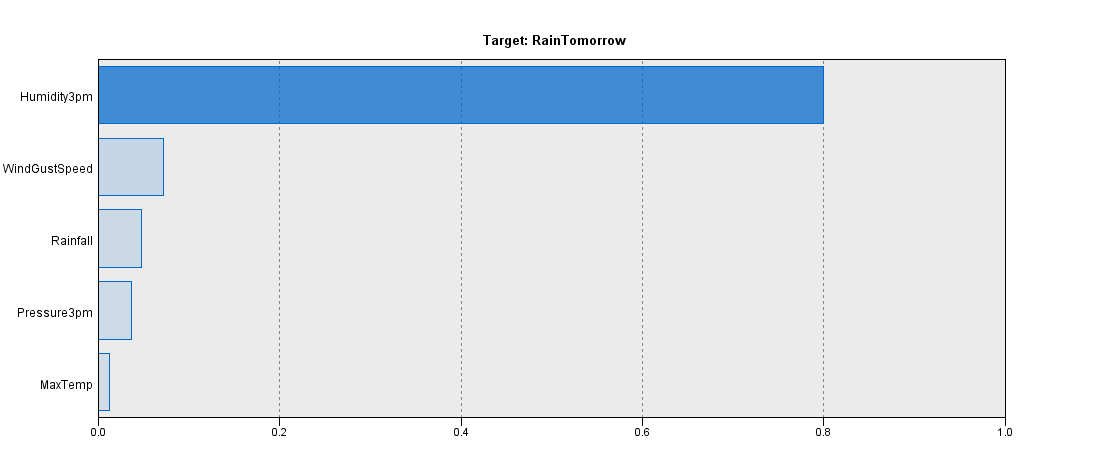 Target: RainTomorrow
Humidity3pm
WindGustSpeed
Rainfall
Pressure3pm
MaxTemp
0.0 0.2 0.4 0.6 0.8 1.0